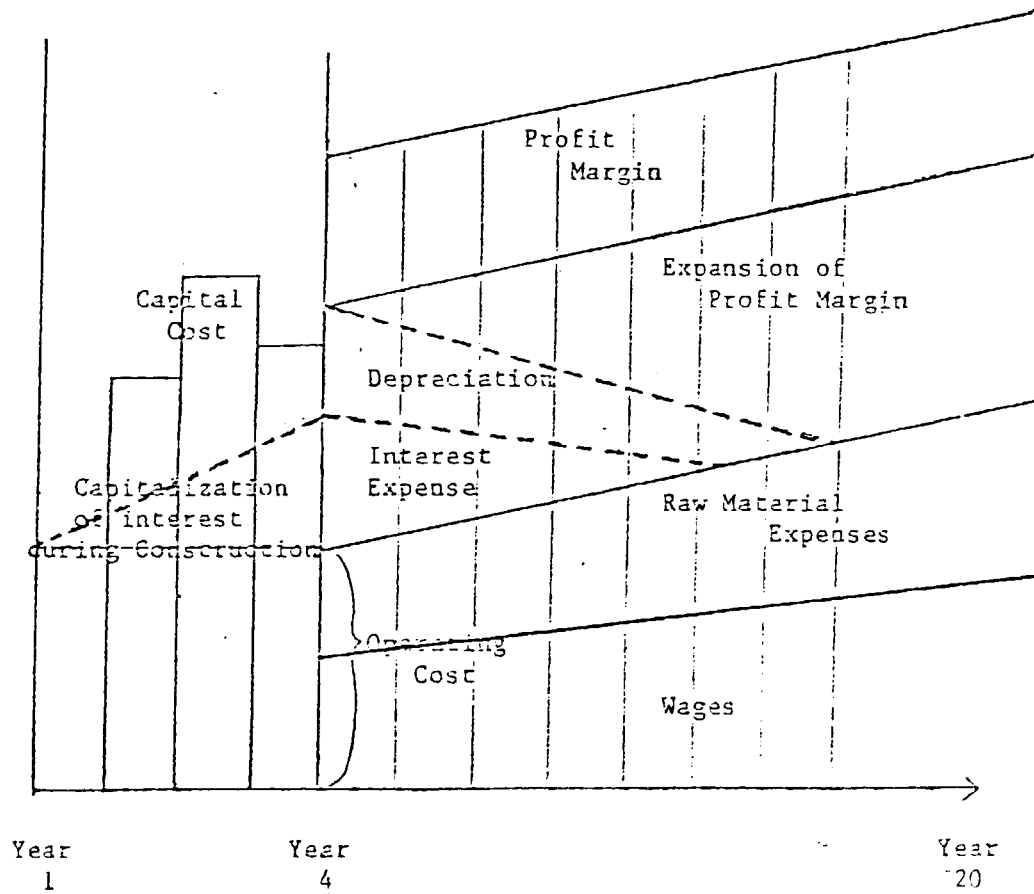 Profit
Margin
Expansion of
Profit Margin
Capital
Cost
Depreciation
Interest
Expense
Capitalization
of interest
during Construction
Raw Material
Expenses
Operating
Cost
Wages
Year
1
Year
4
Year
20